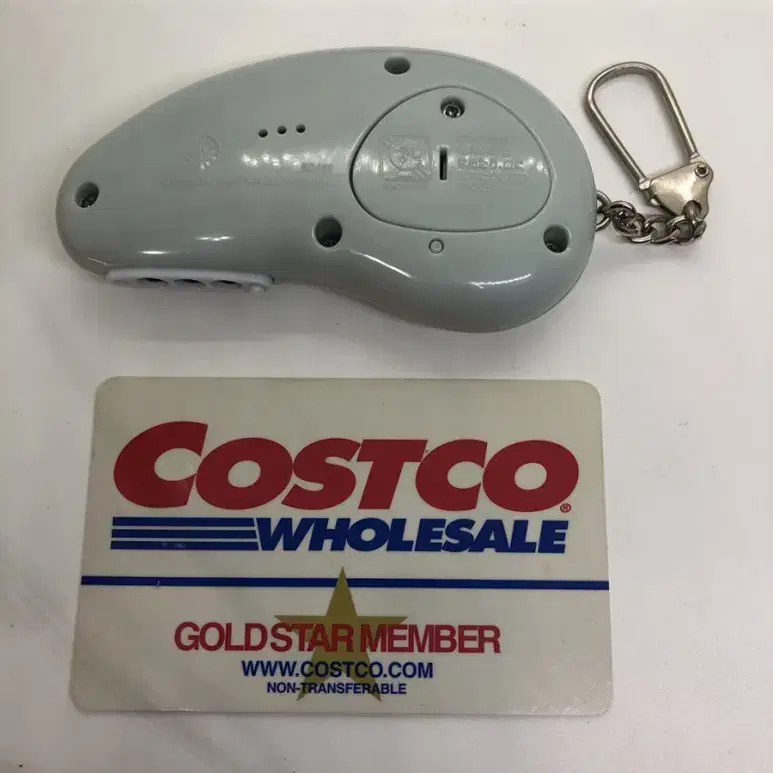 COSTCO®
WHOLESALE
GOLD STAR MEMBER
WWW.COSTCO.COM
NON-TRANSFERABLE